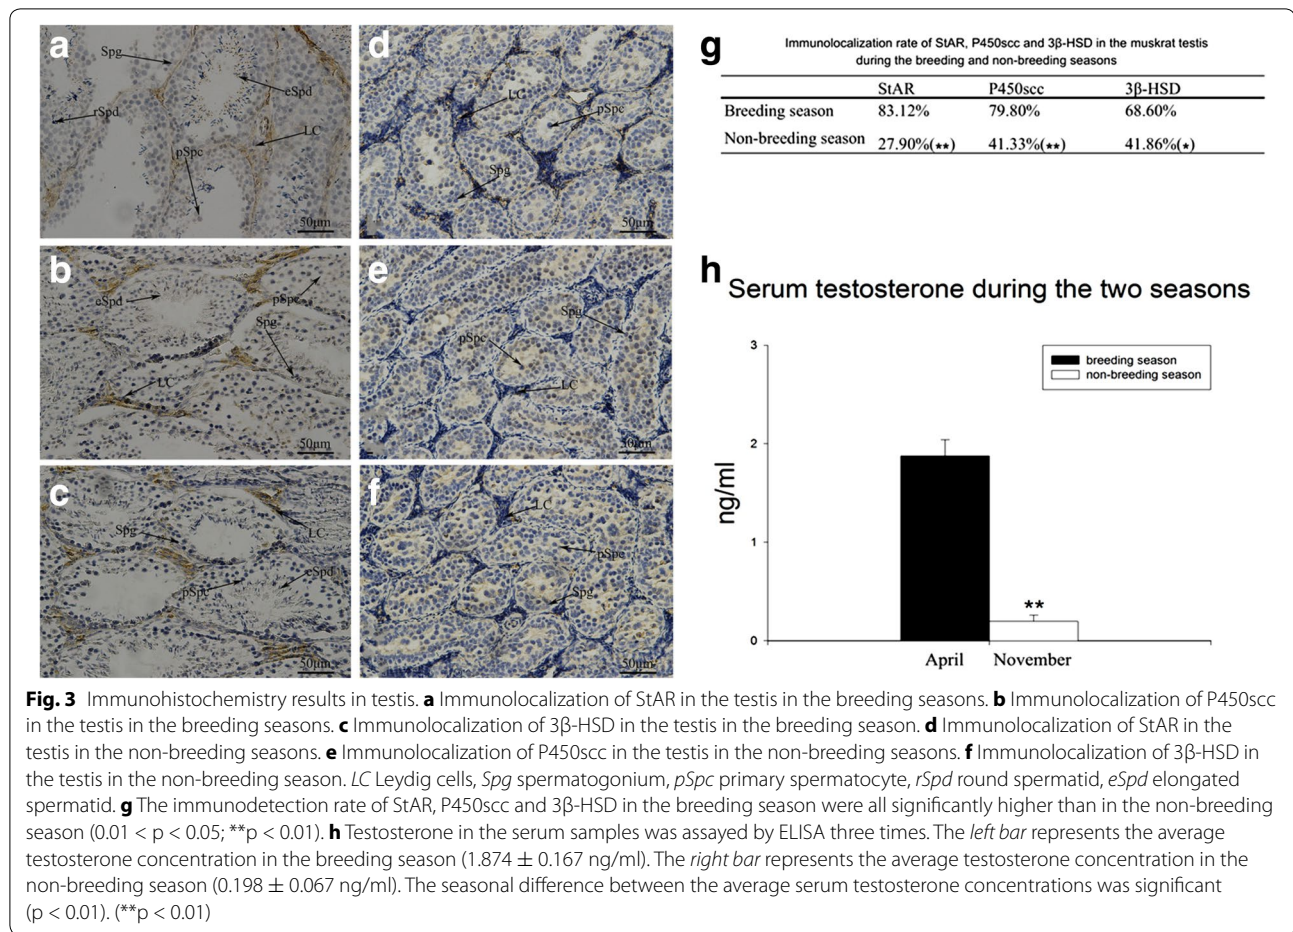 a
Spg
eSpd
rSpd
LC
pSpc
50μm
d
LC
pSpc
Spg
50μm
b
eSpd
pSpc
Spg
LC
50μm
e
Spg
pSpc
LC
50μm
c
Spg
LC
eSpd
pSpc
50μm
f
LC
pSpc
Spg
50μm
g
Immunolocalization rate of StAR, P450scc and 3β-HSD in the muskrat testis
during the breeding and non-breeding seasons
StAR P450scc 3β-HSD
Breeding season 83.12% 79.80% 68.60%
Non-breeding season 27.90%(**) 41.33%(**) 41.86%(*)
h
Serum testosterone during the two seasons
3
2
1
0
ng/ml
breeding season
non-breeding season
**
April November
Fig. 3 Immunohistochemistry results in testis. a Immunolocalization of StAR in the testis in the breeding seasons. b Immunolocalization of P450scc
in the testis in the breeding seasons. c Immunolocalization of 3β-HSD in the testis in the breeding season. d Immunolocalization of StAR in the
testis in the non-breeding seasons. e Immunolocalization of P450scc in the testis in the non-breeding seasons. f Immunolocalization of 3β-HSD in
the testis in the non-breeding season. LC Leydig cells, Spg spermatogonium, pSpc primary spermatocyte, rSpd round spermatid, eSpd elongated
spermatid. g The immunodetection rate of StAR, P450scc and 3β-HSD in the breeding season were all significantly higher than in the non-breeding
season (0.01 < p < 0.05; **p < 0.01). h Testosterone in the serum samples was assayed by ELISA three times. The left bar represents the average
testosterone concentration in the breeding season (1.874 ± 0.167 ng/ml). The right bar represents the average testosterone concentration in the
non-breeding season (0.198 ± 0.067 ng/ml). The seasonal difference between the average serum testosterone concentrations was significant
(p < 0.01). (**p < 0.01)